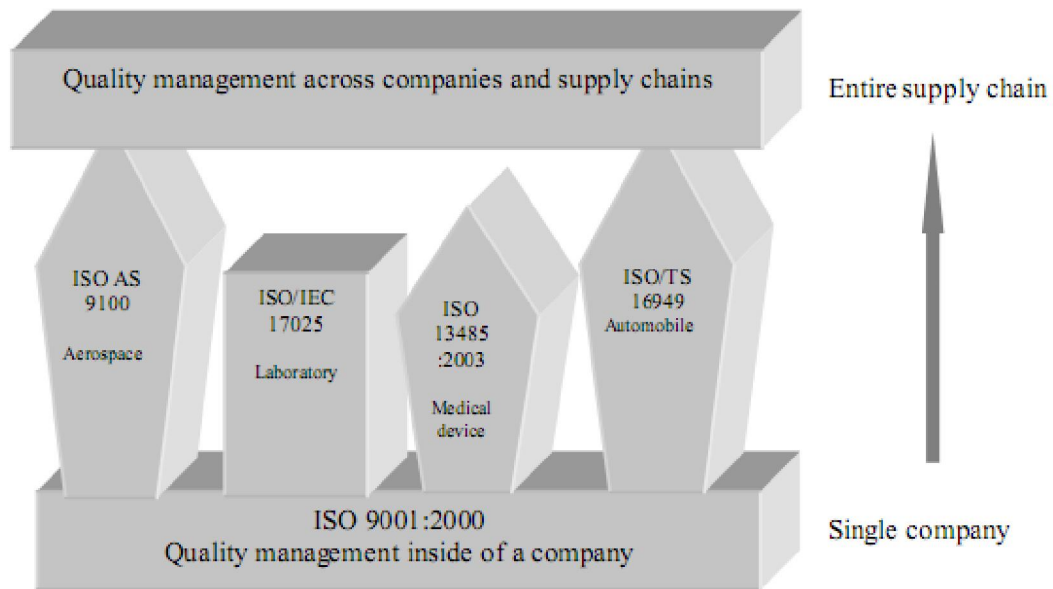 Quality management across companies and supply chains
Entire supply chain
ISO AS
9100
Aerospace
ISO/IEC
17025
Laboratory
ISO
13485
:2003
Medical
device
ISO/TS
16949
Automobile
ISO 9001:2000
Quality management inside of a company
Single company